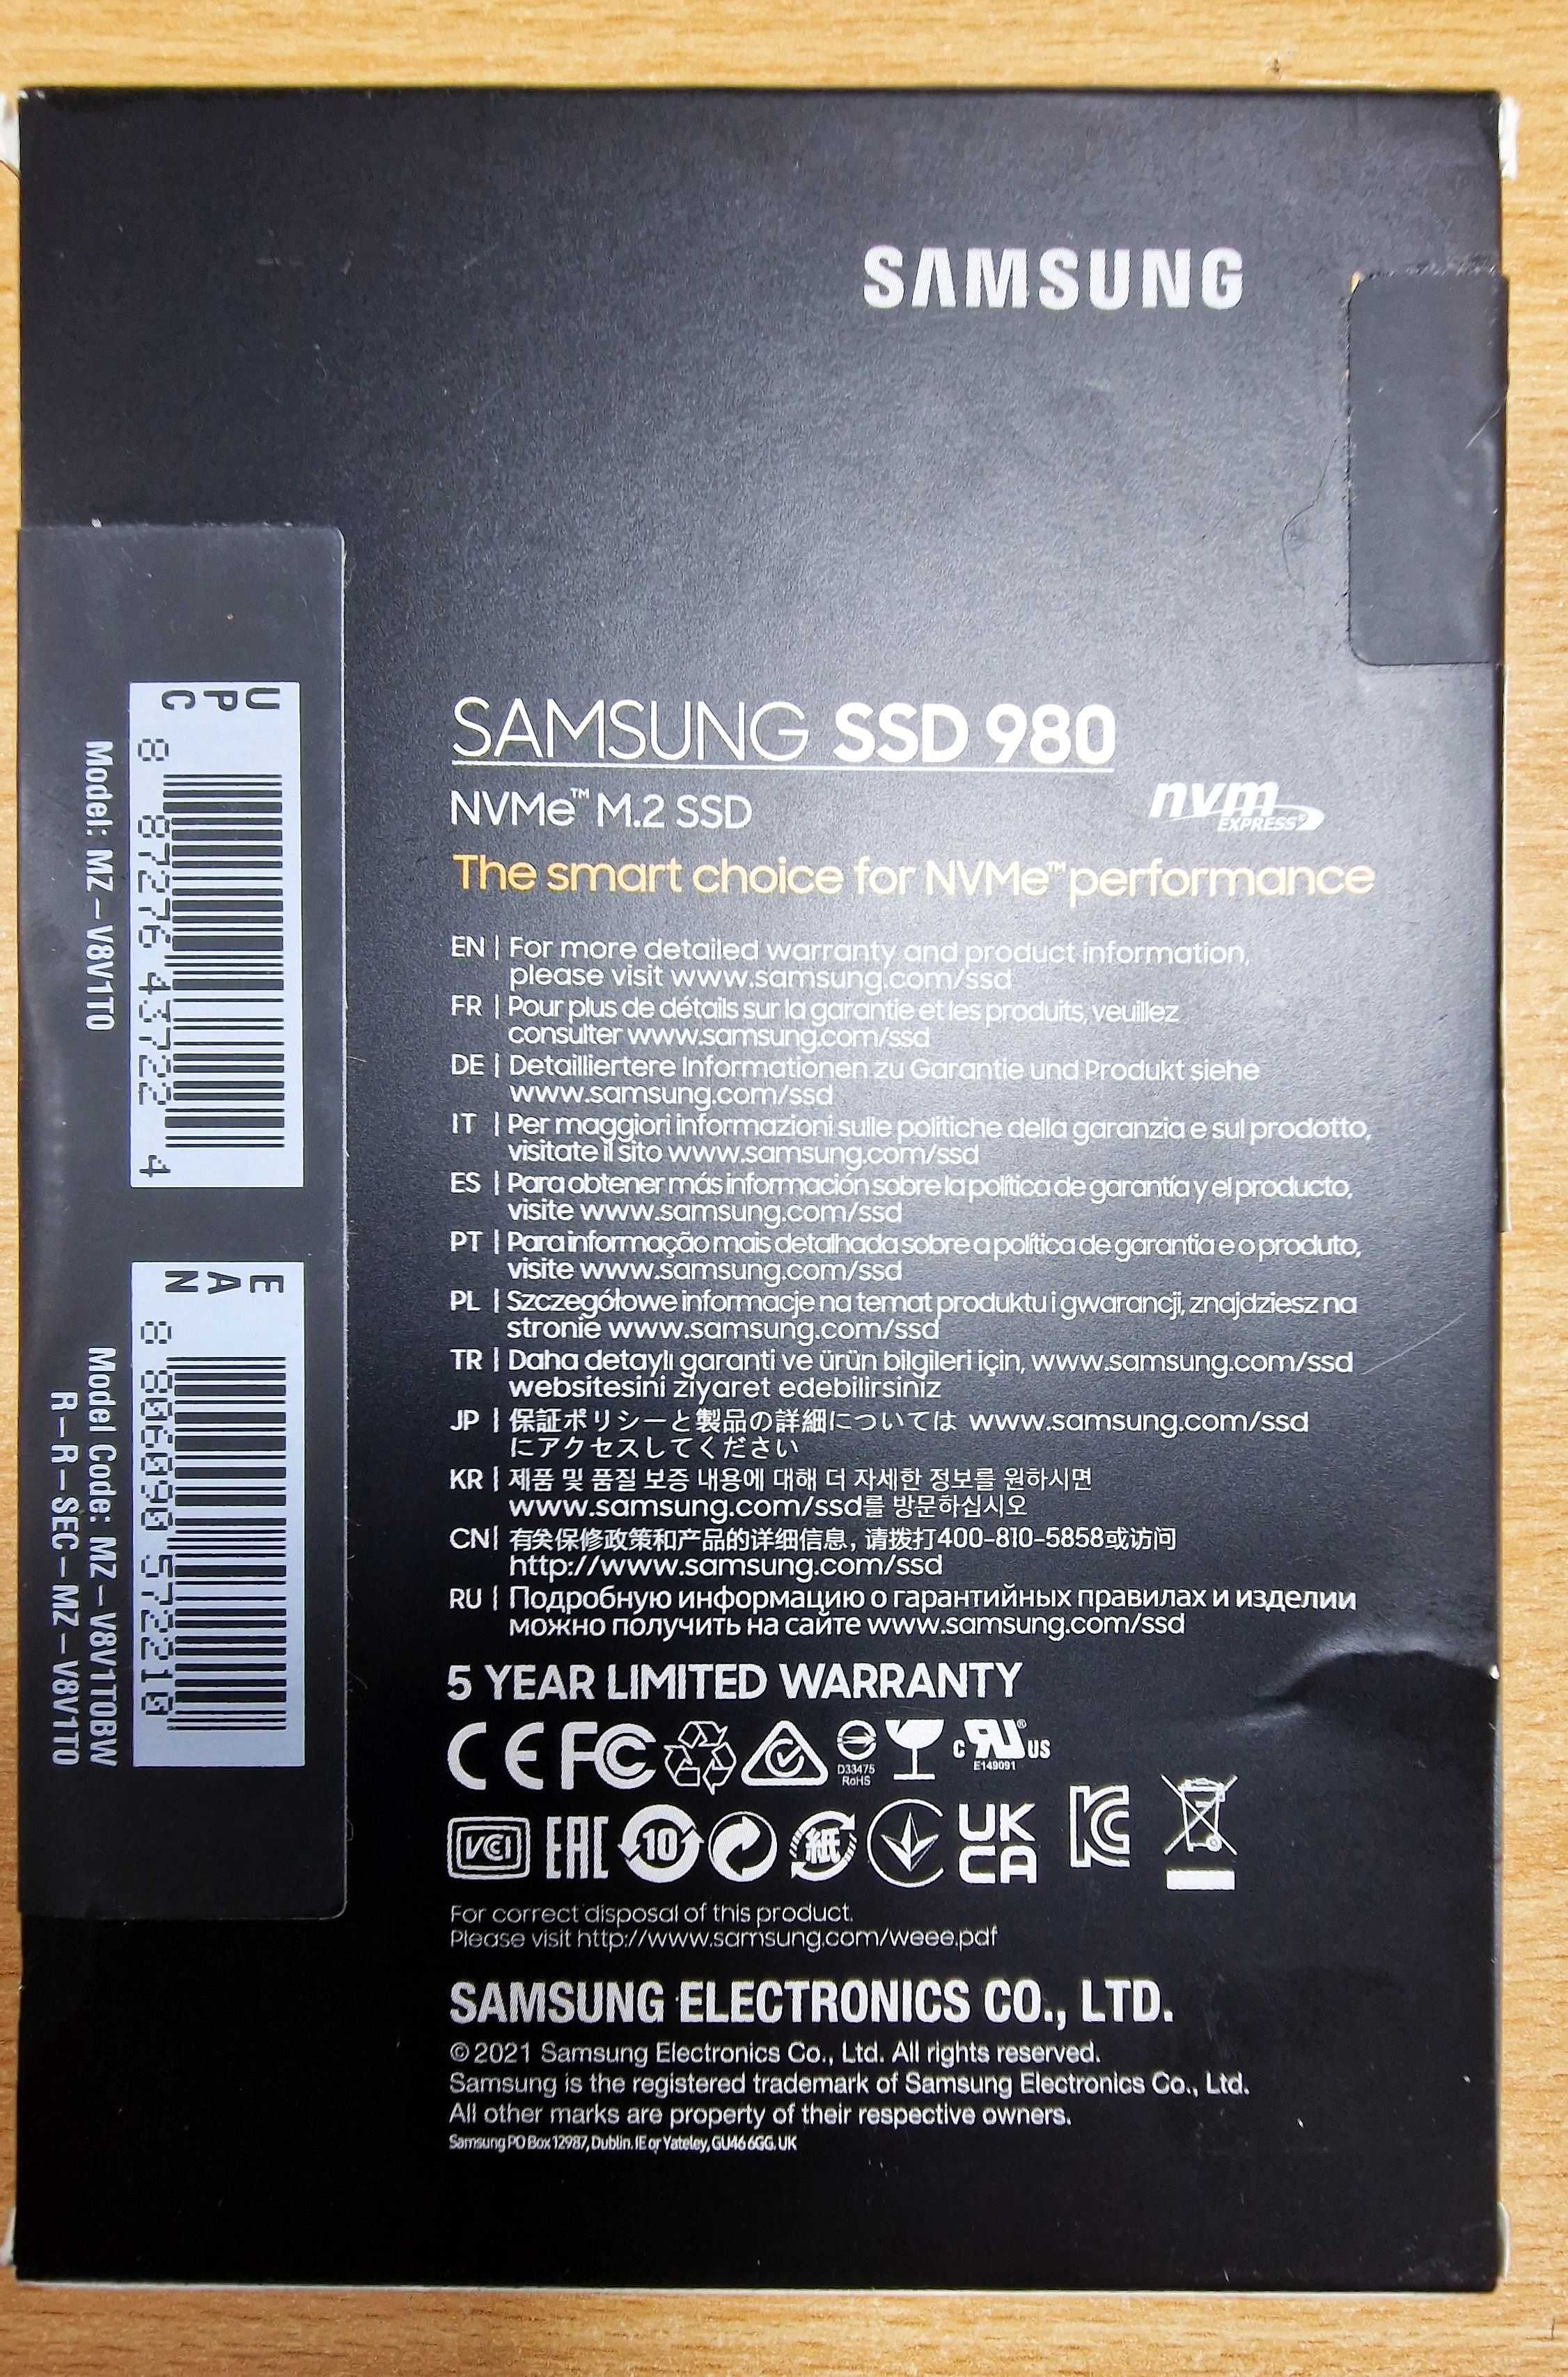 SAMSUNG
SAMSUNG SSD 980
NVMe™ M.2 SSD
nvm
EXPRESS®
The smart choice for NVMe™ performance
EN | For more detailed warranty and product information,
please visit www.samsung.com/ssd
FR | Pour plus de détails sur la garantie et les produits, veuillez
consulter www.samsung.com/ssd
DE | Detailliertere Informationen zu Garantie und Produkt siehe
www.samsung.com/ssd
IT | Per maggiori informazioni sulle politiche della garanzia e sul prodotto,
visitate il sito www.samsung.com/ssd
ES | Para obtener más información sobre la política de garantía y el producto,
visite www.samsung.com/ssd
PT | Para informação mais detalhada sobre a política de garantia e o produto,
visite www.samsung.com/ssd
PL | Szczegółowe informacje na temat produktu i gwarancji, znajdziesz na
stronie www.samsung.com/ssd
TR | Daha detaylı garanti ve ürün bilgileri için, www.samsung.com/ssd
websitesini ziyaret edebilirsiniz
JP | 保証ポリシーと製品の詳細については www.samsung.com/ssd
にアクセスしてください
KR | 제품 및 품질 보증 내용에 대해 더 자세한 정보를 원하시면
www.samsung.com/ssd를 방문하십시오
CN | 有关保修政策和产品的详细信息，请拨打400-810-5858或访问
http://www.samsung.com/ssd
RU | Подробную информацию о гарантийных правилах и изделии
можно получить на сайте www.samsung.com/ssd
5 YEAR LIMITED WARRANTY
CE FC
D33475
RoHS
c RU® US
E149091
VCI EAC 10 紙 UK
CA KC
For correct disposal of this product.
Please visit http://www.samsung.com/weee.pdf
SAMSUNG ELECTRONICS CO., LTD.
© 2021 Samsung Electronics Co., Ltd. All rights reserved.
Samsung is the registered trademark of Samsung Electronics Co., Ltd.
All other marks are property of their respective owners.
Samsung PO Box 12987, Dublin. IE or Yateley, GU46 6GG. UK
UPC
8 87276 43722 4
Model: MZ-V8V1T0
EAN
8 806090 572210
Model Code: MZ-V8V1T0BW
R-R-SEC-MZ-V8V1T0